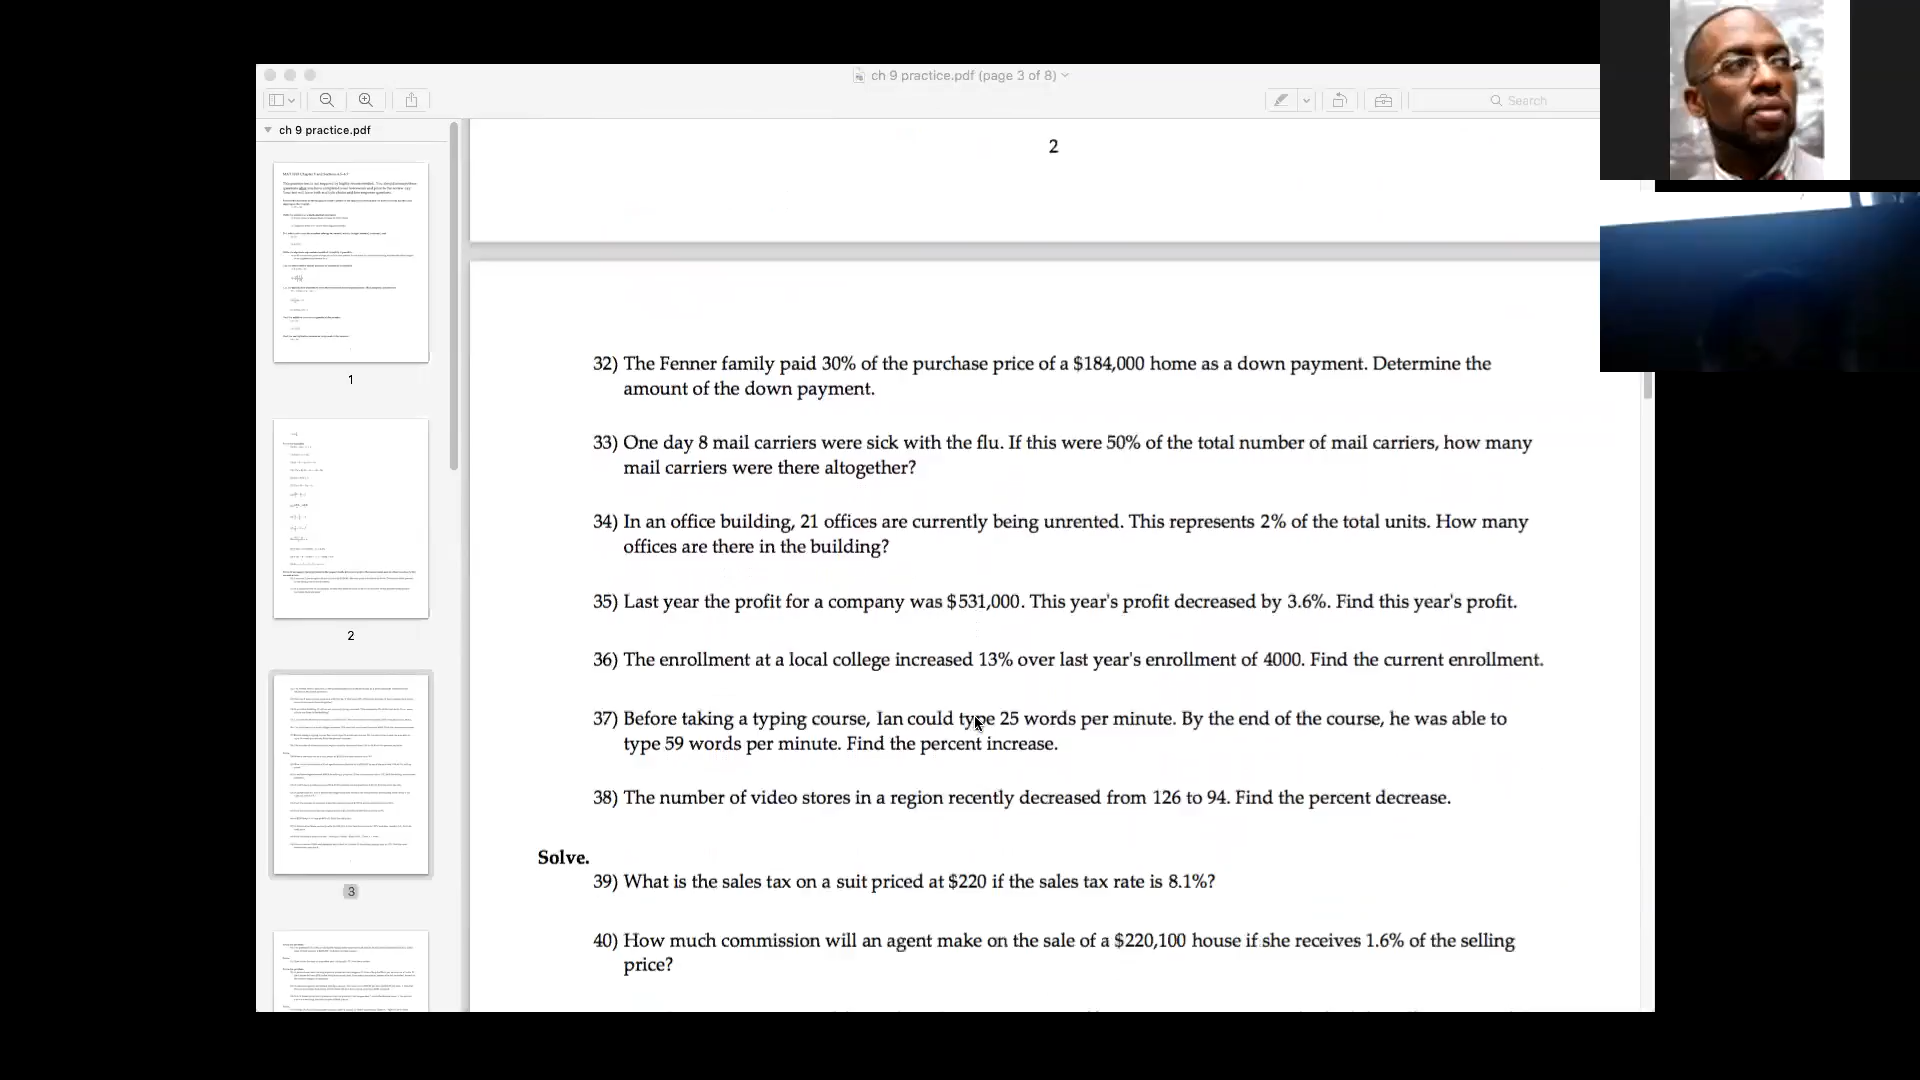 ch 9 practice.pdf (page 3 of 8)
Search
ch 9 practice.pdf
1
2
3
2
32) The Fenner family paid 30% of the purchase price of a $184,000 home as a down payment. Determine the
amount of the down payment.
33) One day 8 mail carriers were sick with the flu. If this were 50% of the total number of mail carriers, how many
mail carriers were there altogether?
34) In an office building, 21 offices are currently being unrented. This represents 2% of the total units. How many
offices are there in the building?
35) Last year the profit for a company was $531,000. This year's profit decreased by 3.6%. Find this year's profit.
36) The enrollment at a local college increased 13% over last year's enrollment of 4000. Find the current enrollment.
37) Before taking a typing course, Ian could type 25 words per minute. By the end of the course, he was able to
type 59 words per minute. Find the percent increase.
38) The number of video stores in a region recently decreased from 126 to 94. Find the percent decrease.
Solve.
39) What is the sales tax on a suit priced at $220 if the sales tax rate is 8.1%?
40) How much commission will an agent make on the sale of a $220,100 house if she receives 1.6% of the selling
price?